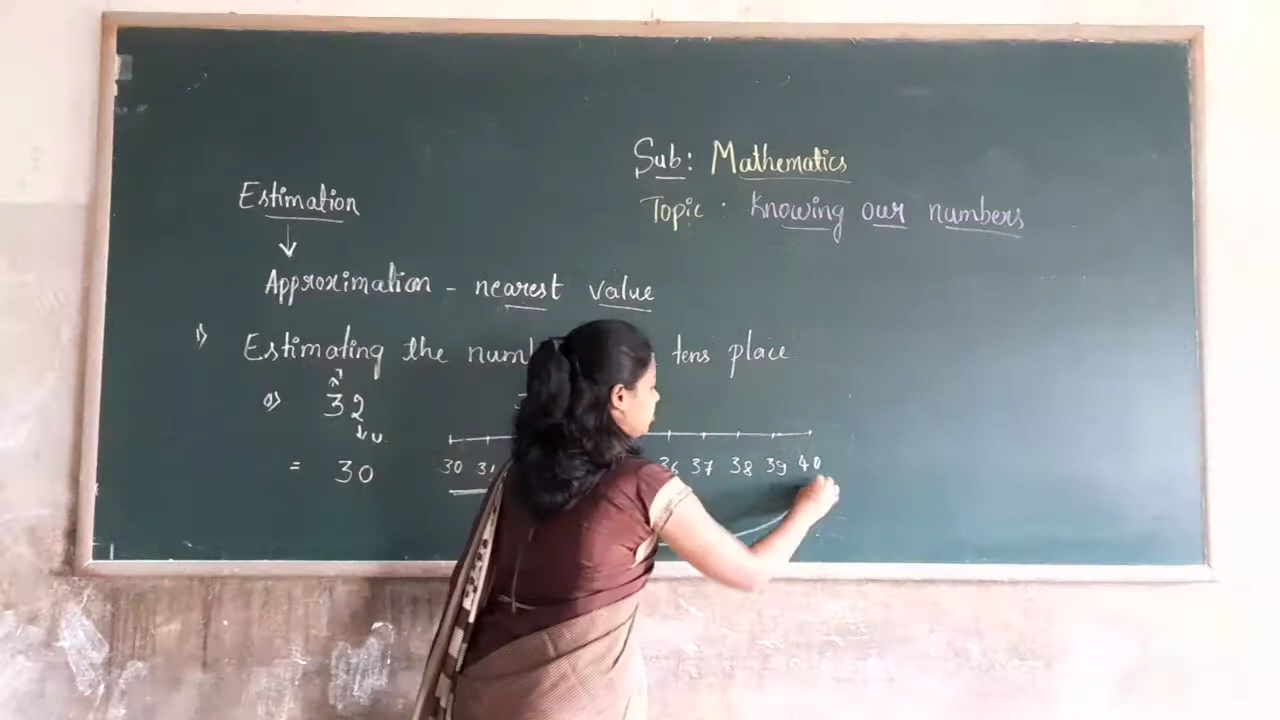 Sub: Mathematics
Topic: Knowing our numbers
Estimation
↓
Approximation - nearest value
1) Estimating the num tens place
a) 32
= 30
30 31 36 37 38 39 40